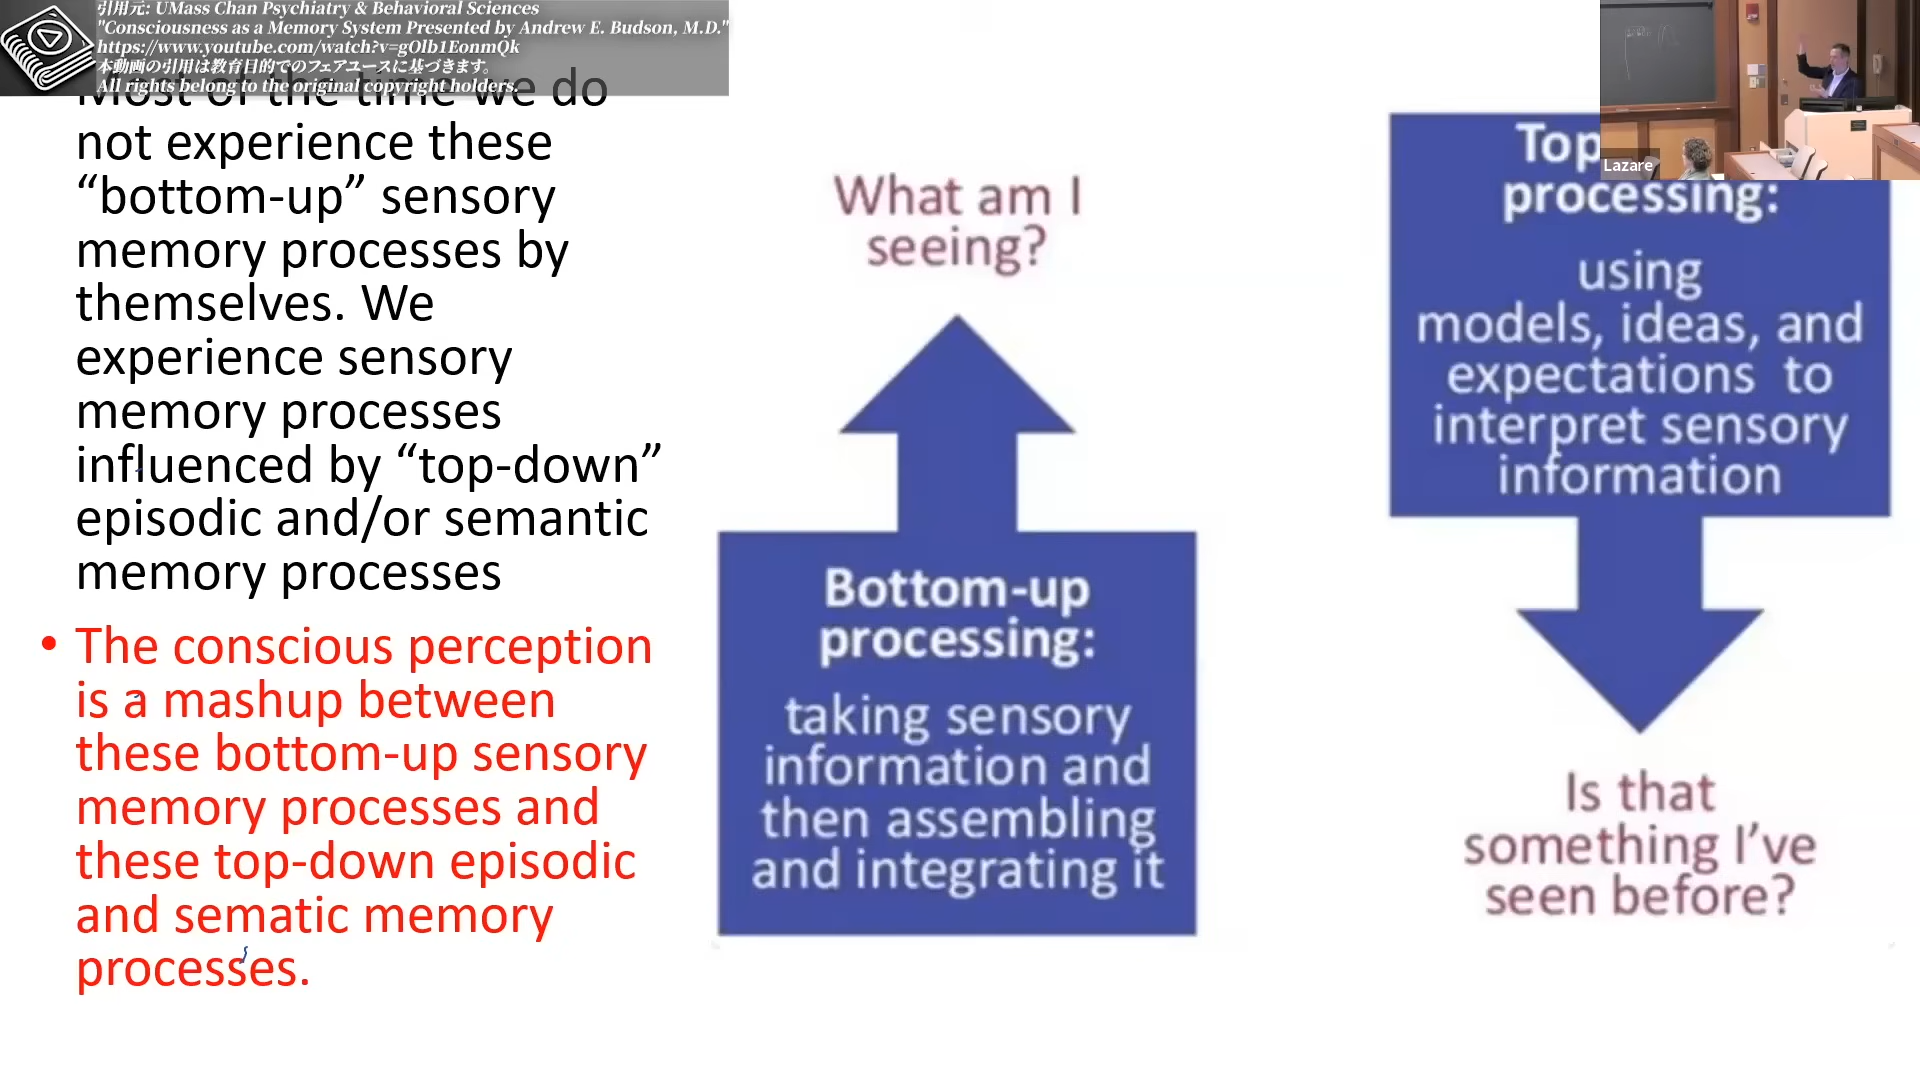 引用元: UMass Chan Psychiatry & Behavioral Sciences
"Consciousness as a Memory System Presented by Andrew E. Budson, M.D."
https://www.youtube.com/watch?v=gOlb1EonmQk
本動画の引用は教育目的でのフェアユースに基づきます。
All rights belong to the original copyright holders.
Most of the time we do
not experience these
“bottom-up” sensory
memory processes by
themselves. We
experience sensory
memory processes
influenced by “top-down”
episodic and/or semantic
memory processes
• The conscious perception
is a mashup between
these bottom-up sensory
memory processes and
these top-down episodic
and sematic memory
processes.
What am I
seeing?
Bottom-up
processing:
taking sensory
information and
then assembling
and integrating it
Top
processing:
using
models, ideas, and
expectations to
interpret sensory
information
Is that
something I’ve
seen before?
Lazare